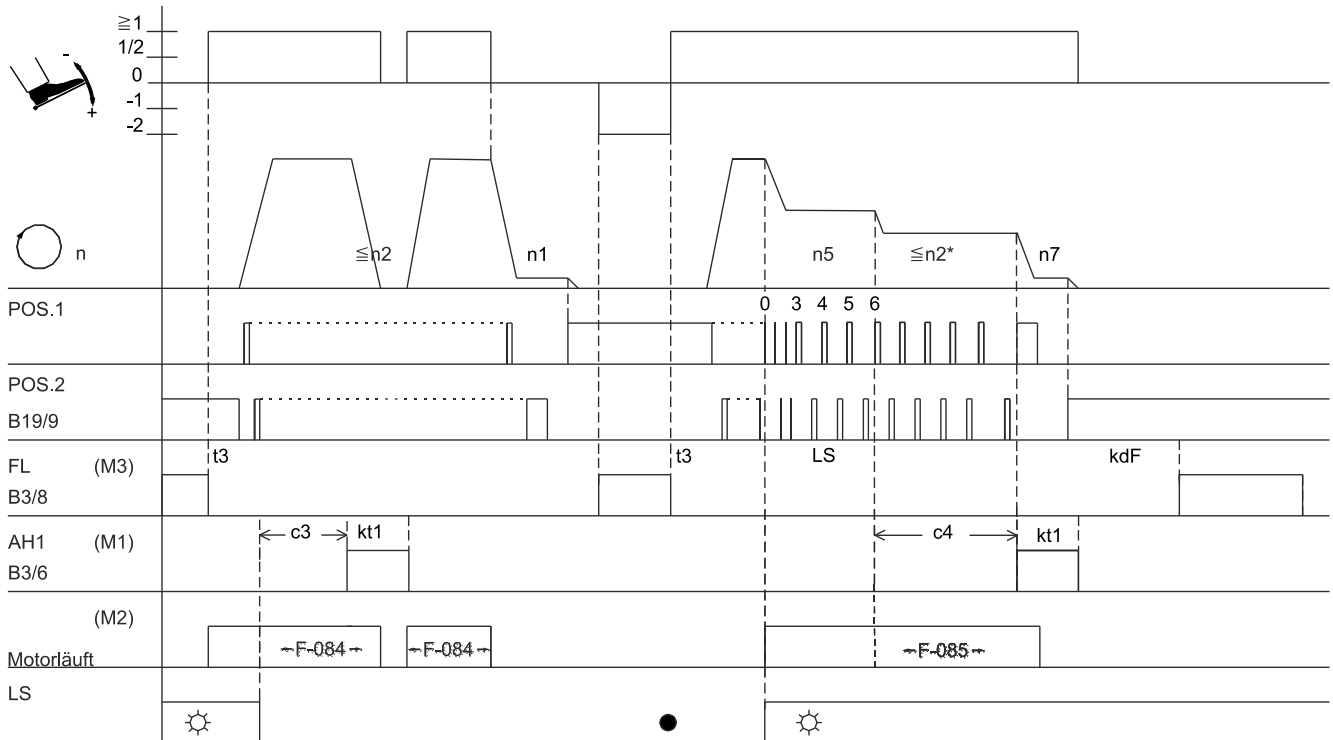 ≧1
1/2
0
-1
-2
-
+
n
≦n2
n1
n5
≦n2*
n7
POS.1
0 3 4 5 6
POS.2
B19/9
FL (M3)
B3/8
t3
t3
LS
kdF
AH1 (M1)
B3/6
c3
kt1
c4
kt1
(M2)
Motorläuft
F-084
F-084
F-085
LS